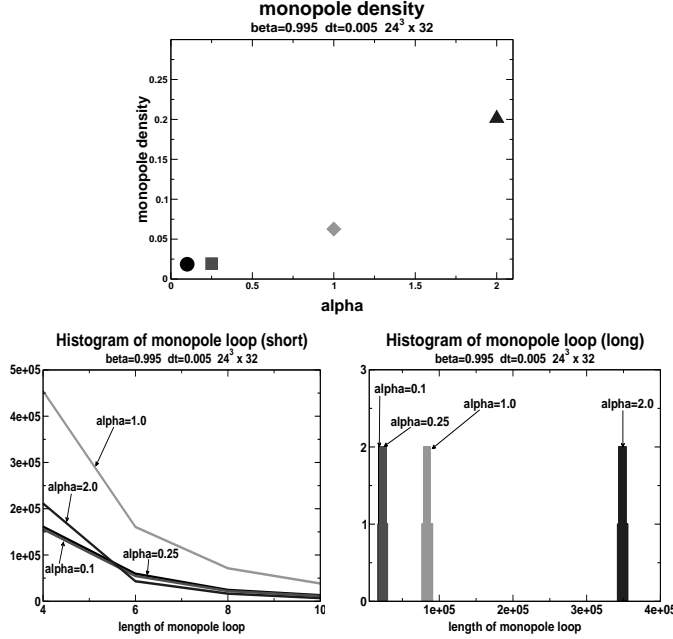 monopole density
beta=0.995 dt=0.005 24³ x 32
0.25
0.2
0.15
0.1
0.05
0
monopole density
0 0.5 1 1.5 2
alpha
Histogram of monopole loop (short)
beta=0.995 dt=0.005 24³ x 32
5e+05
4e+05
3e+05
2e+05
1e+05
0
alpha=1.0
alpha=2.0
alpha=0.25
alpha=0.1
4 6 8 10
length of monopole loop
Histogram of monopole loop (long)
beta=0.995 dt=0.005 24³ x 32
3
2
1
0
alpha=0.1
alpha=0.25
alpha=1.0
alpha=2.0
1e+05 2e+05 3e+05 4e+05
length of monopole loop